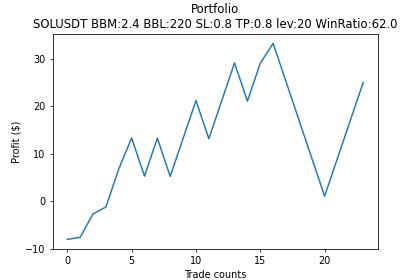 Portfolio
SOLUSDT BBM:2.4 BBL:220 SL:0.8 TP:0.8 lev:20 WinRatio:62.0
Profit ($)
30
20
10
0
−10
0 5 10 15 20
Trade counts